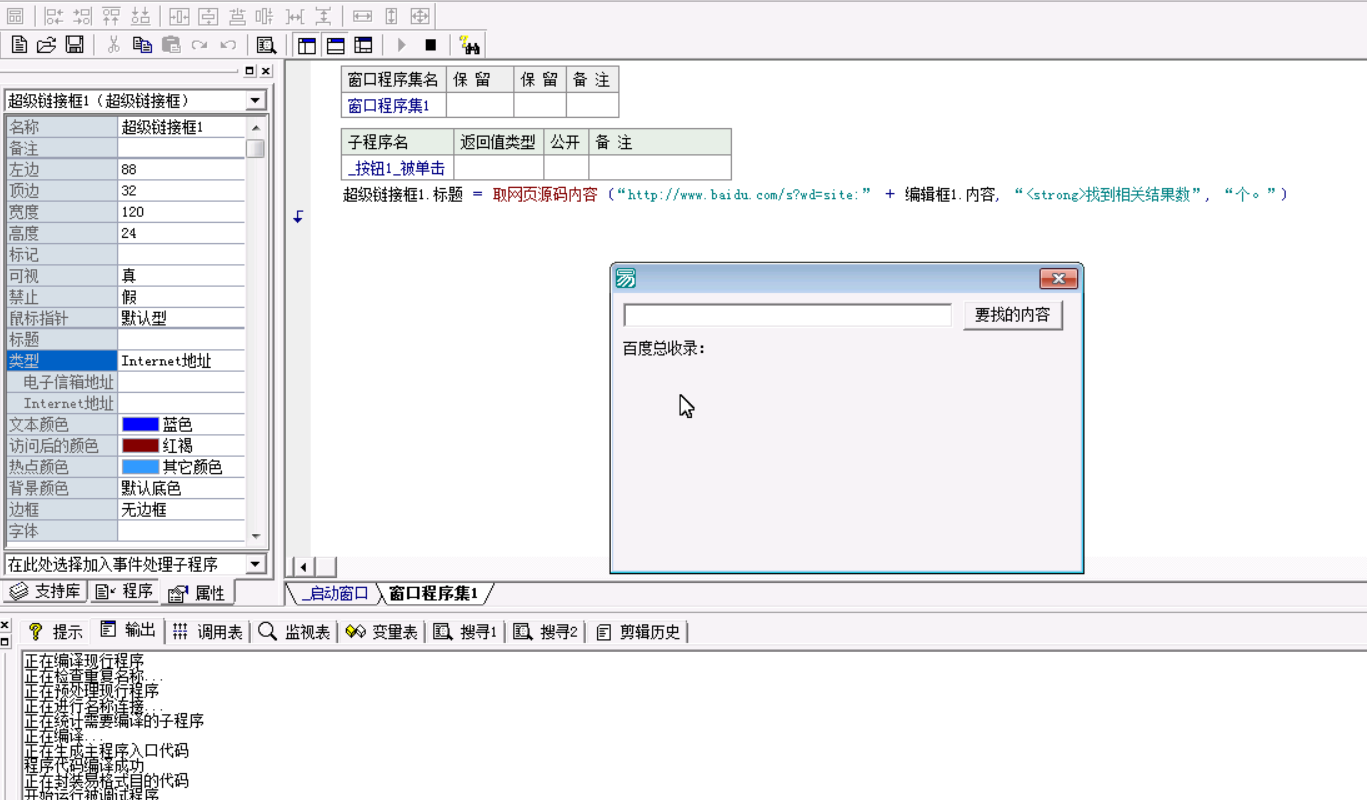 超级链接框1（超级链接框）
名称 超级链接框1
备注
左边 88
顶边 32
宽度 120
高度 24
标记
可视 真
禁止 假
鼠标指针 默认型
标题
类型 Internet地址
电子信箱地址
Internet地址
文本颜色 蓝色
访问后的颜色 红褐
热点颜色 其它颜色
背景颜色 默认底色
边框 无边框
字体
在此处选择加入事件处理子程序
支持库 程序 属性
窗口程序集名 保 留 保 留 备 注
窗口程序集1
子程序名 返回值类型 公开 备 注
_按钮1_被单击
超级链接框1.标题 = 取网页源码内容 (“http://www.baidu.com/s?wd=site:” + 编辑框1.内容, “<strong>找到相关结果数”, “个。”)
易
要找的内容
百度总收录：
_启动窗口 窗口程序集1
提示 输出 调用表 监视表 变量表 搜寻1 搜寻2 剪辑历史
正在编译现行程序
正在检查重复名称...
正在预处理现行程序
正在进行名称连接...
正在统计需要编译的子程序
正在编译...
正在生成主程序入口代码
程序代码编译成功
正在封装易格式目的代码
开始运行被调试程序